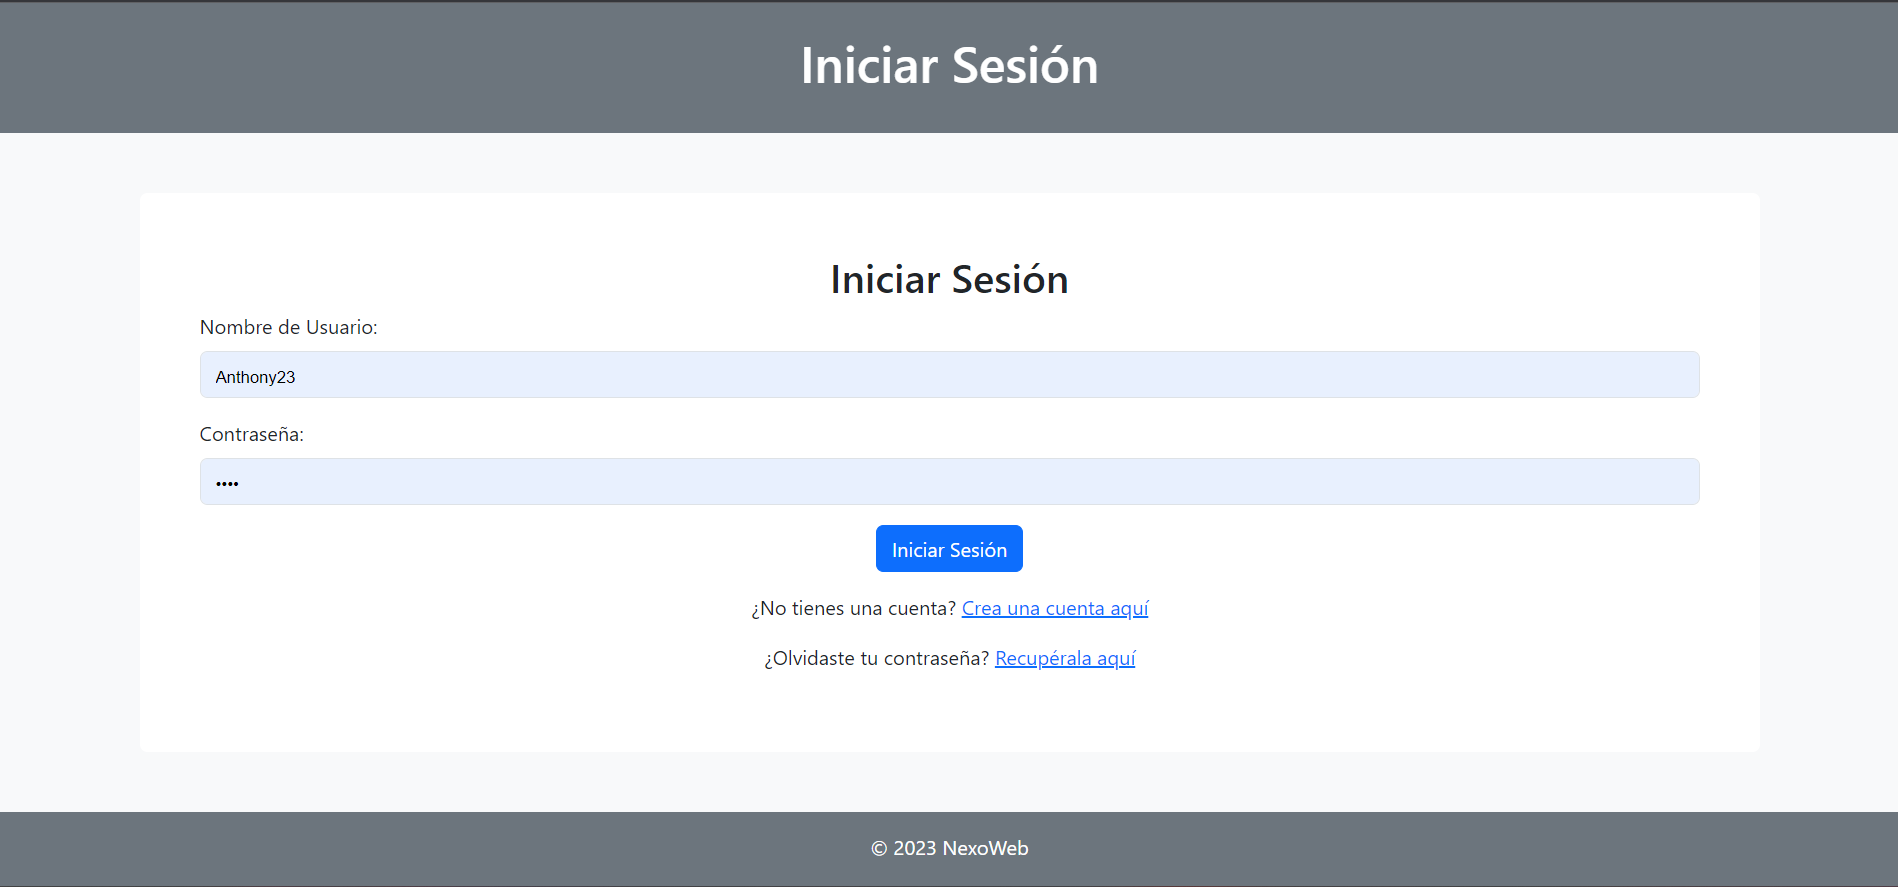 Iniciar Sesión
Iniciar Sesión
Nombre de Usuario:
Anthony23
Contraseña:
••••
Iniciar Sesión
¿No tienes una cuenta? Crea una cuenta aquí
¿Olvidaste tu contraseña? Recupérala aquí
© 2023 NexoWeb